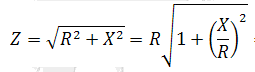 Z = √(R² + X²) = R √(1 + (X/R)²) =